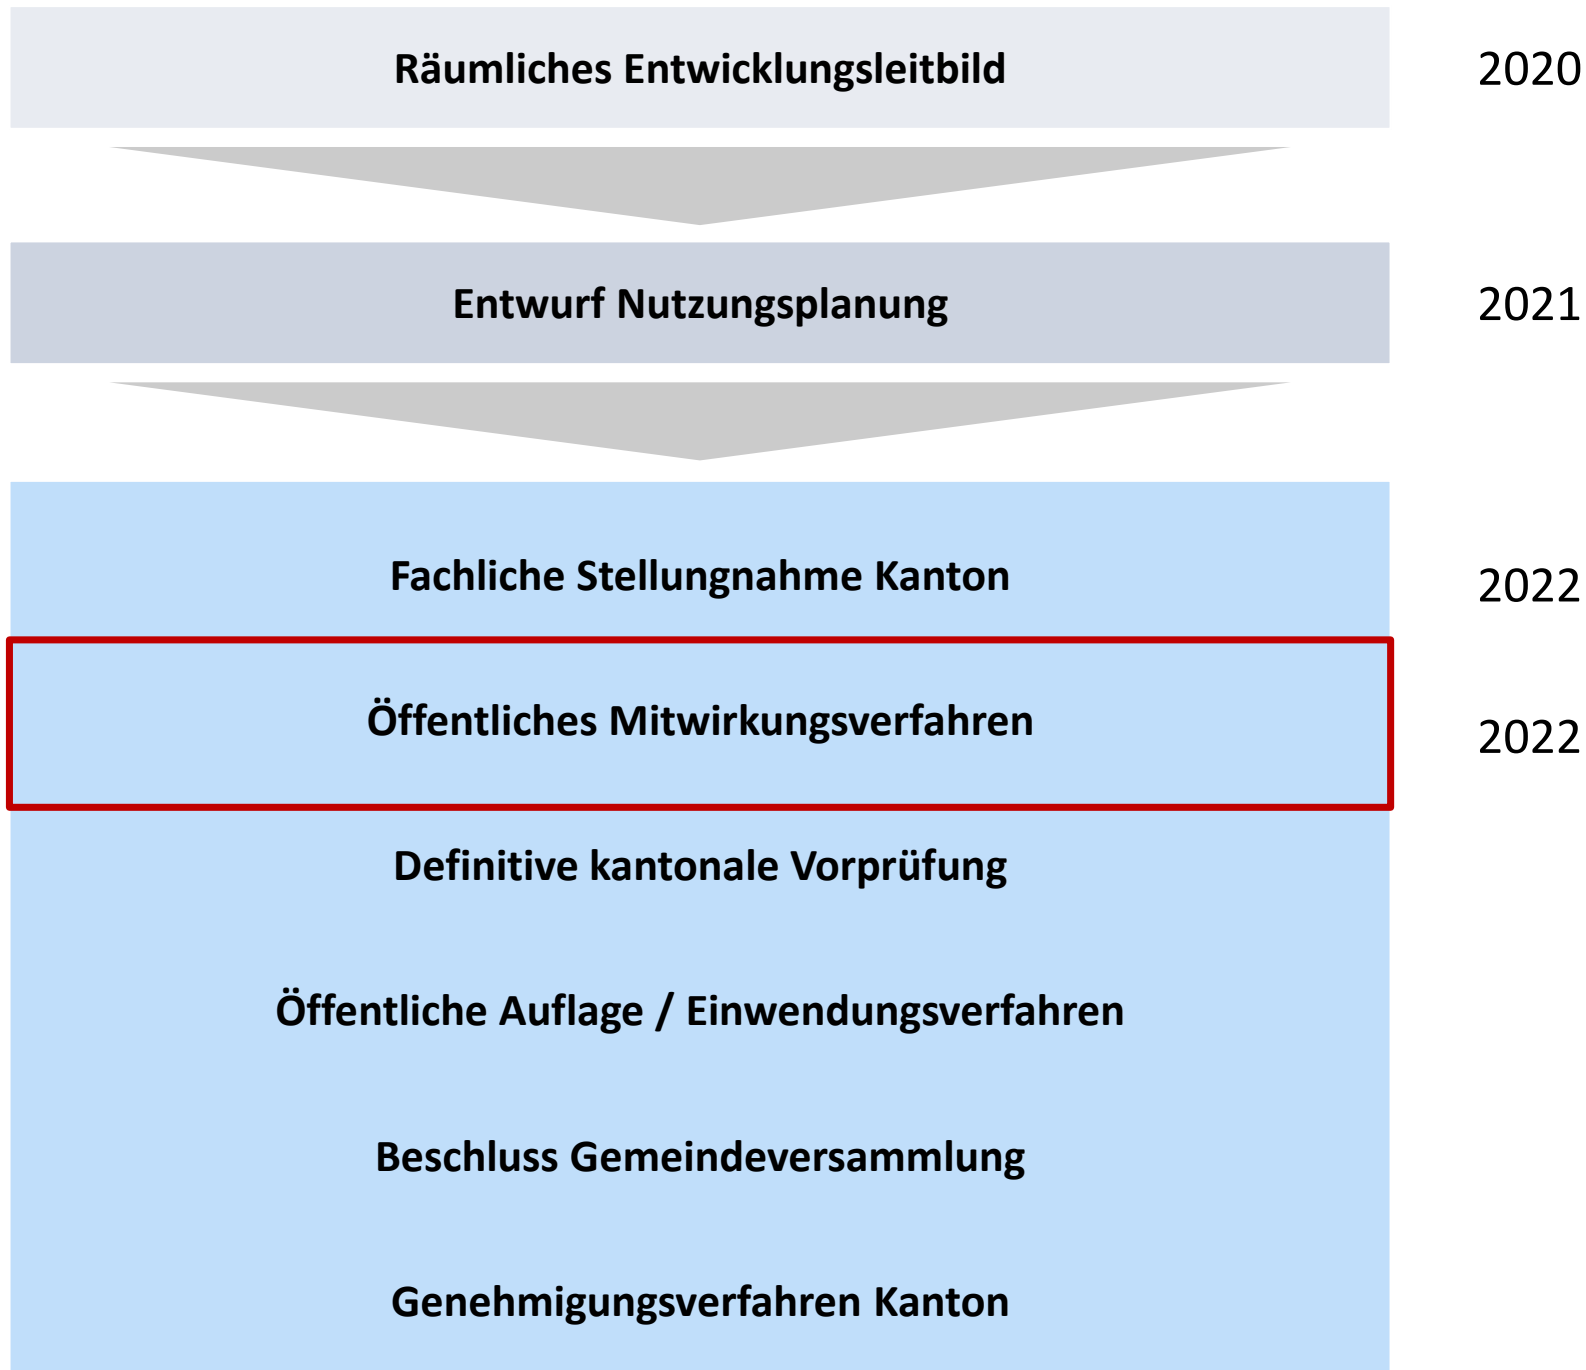 Räumliches Entwicklungsleitbild 2020
Entwurf Nutzungsplanung 2021
Fachliche Stellungnahme Kanton 2022
Öffentliches Mitwirkungsverfahren 2022
Definitive kantonale Vorprüfung
Öffentliche Auflage / Einwendungsverfahren
Beschluss Gemeindeversammlung
Genehmigungsverfahren Kanton